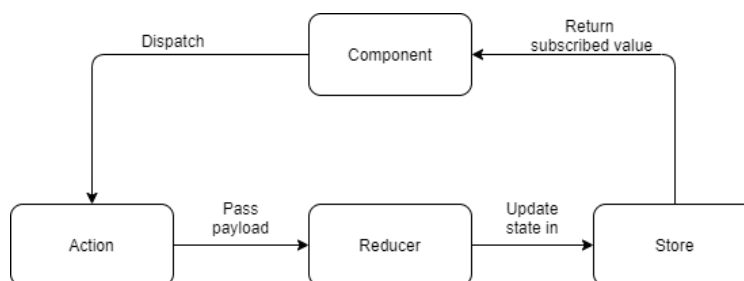 Return
subscribed value
Dispatch
Component
Pass
payload
Update
state in
Action
Reducer
Store